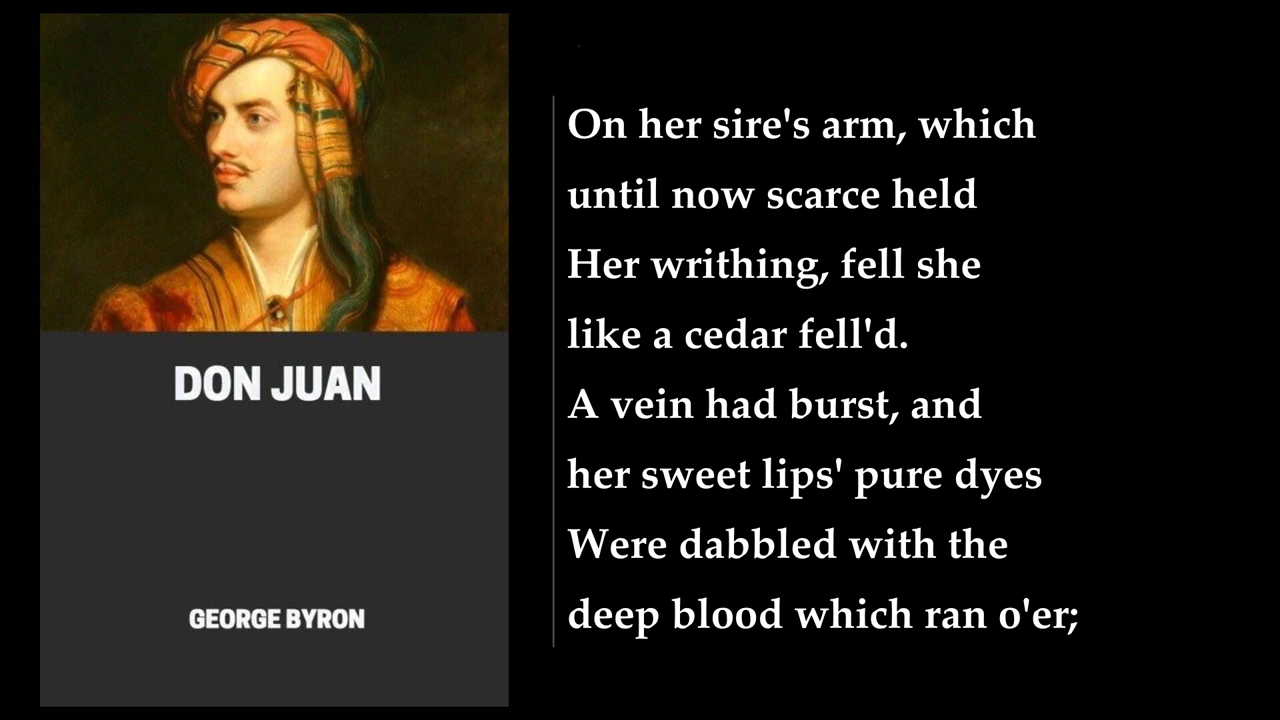 DON JUAN
GEORGE BYRON
On her sire's arm, which
until now scarce held
Her writhing, fell she
like a cedar fell'd.
A vein had burst, and
her sweet lips' pure dyes
Were dabbled with the
deep blood which ran o'er;